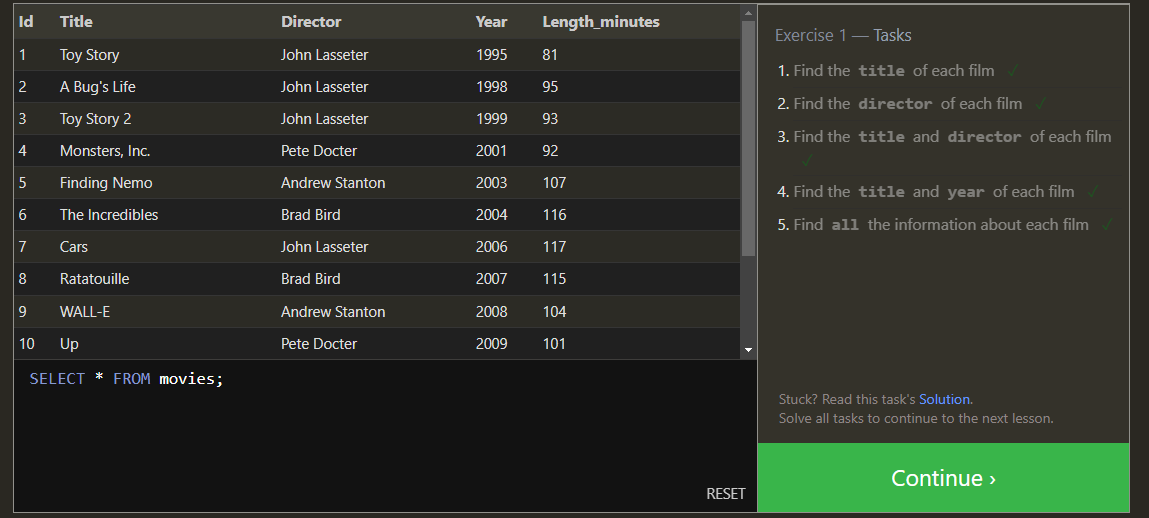 Id Title Director Year Length_minutes
1 Toy Story John Lasseter 1995 81
2 A Bug's Life John Lasseter 1998 95
3 Toy Story 2 John Lasseter 1999 93
4 Monsters, Inc. Pete Docter 2001 92
5 Finding Nemo Andrew Stanton 2003 107
6 The Incredibles Brad Bird 2004 116
7 Cars John Lasseter 2006 117
8 Ratatouille Brad Bird 2007 115
9 WALL-E Andrew Stanton 2008 104
10 Up Pete Docter 2009 101
SELECT * FROM movies;
RESET
Exercise 1 — Tasks
1. Find the title of each film ✓
2. Find the director of each film ✓
3. Find the title and director of each film
✓
4. Find the title and year of each film ✓
5. Find all the information about each film ✓
Stuck? Read this task's Solution.
Solve all tasks to continue to the next lesson.
Continue ›